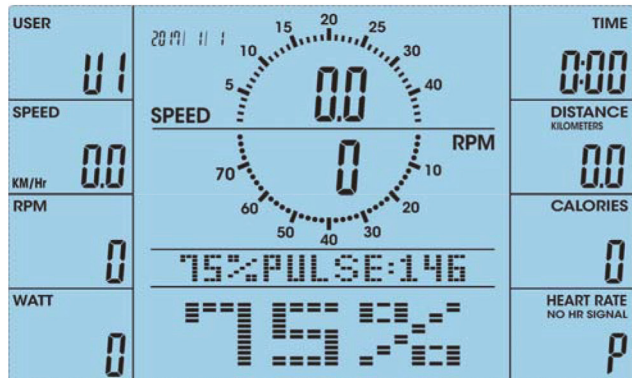 USER
U1
SPEED
KM/Hr 0.0
RPM
0
WATT
0
2017/ 1/ 1
5 10 15 20 25 30 40
0.0
SPEED
0
RPM
70 60 50 40 30 20 10
75%PULSE:146
75%
TIME
0:00
DISTANCE
KILOMETERS
0.0
CALORIES
0
HEART RATE
NO HR SIGNAL
P